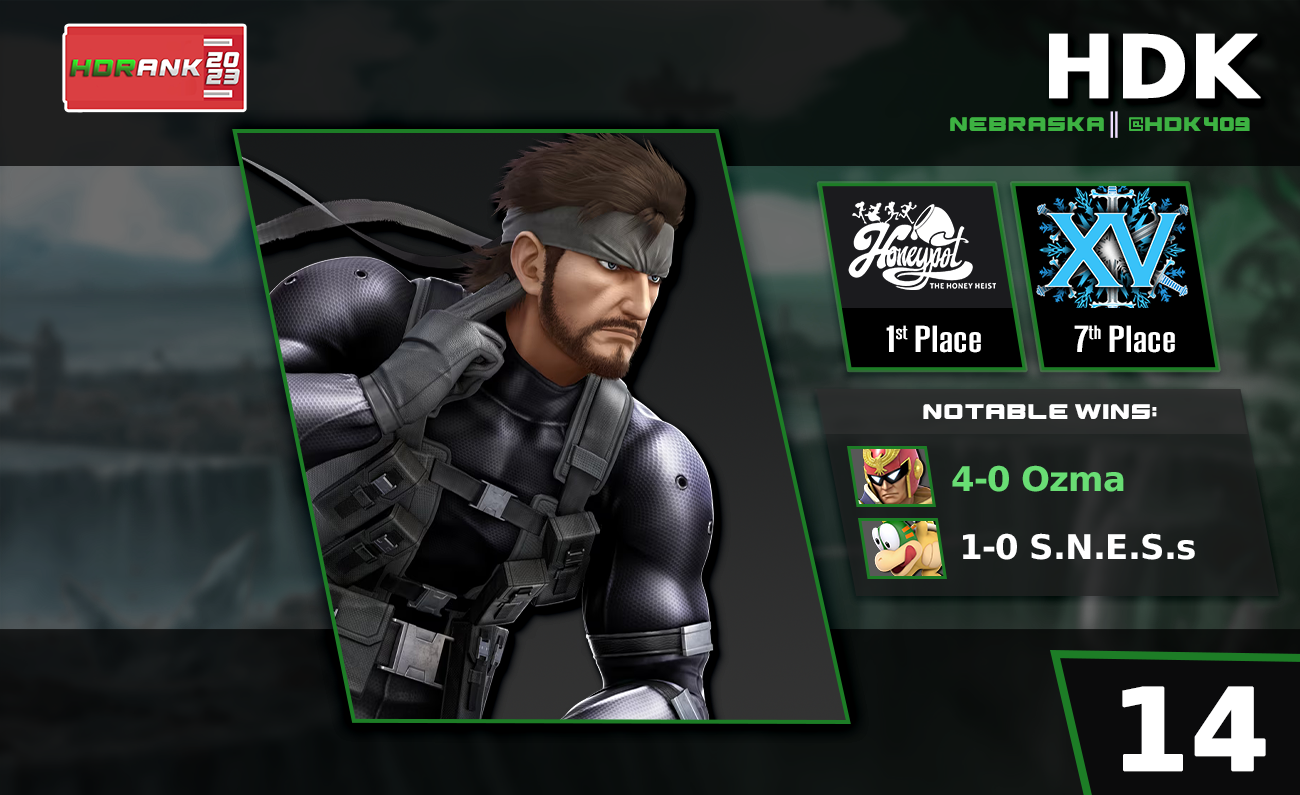 HDRANK 2023
HDK
NEBRASKA || @HDK409
Honeypot
THE HONEY HEIST
1st Place
XV
7th Place
NOTABLE WINS:
4-0 Ozma
1-0 S.N.E.S.s
14